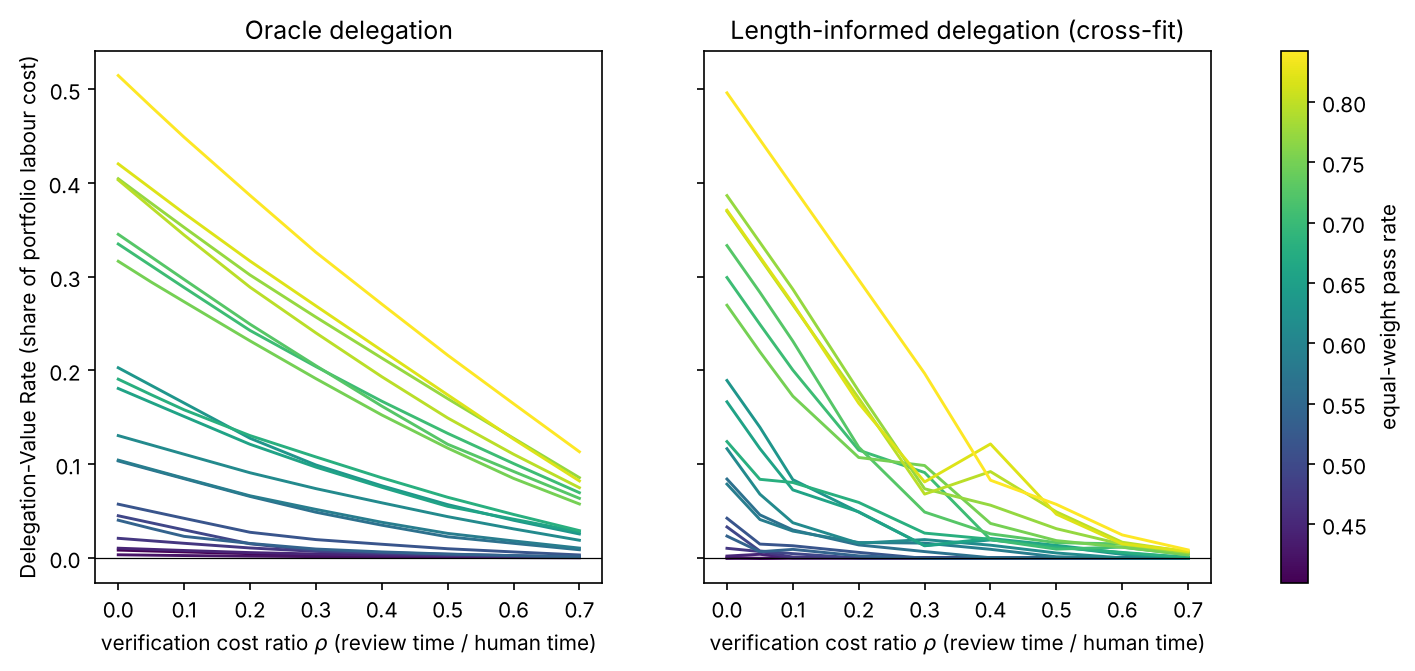 Oracle delegation
Length-informed delegation (cross-fit)
Delegation-Value Rate (share of portfolio labour cost)
0.5
0.4
0.3
0.2
0.1
0.0
0.0 0.1 0.2 0.3 0.4 0.5 0.6 0.7
verification cost ratio ρ (review time / human time)
0.0 0.1 0.2 0.3 0.4 0.5 0.6 0.7
verification cost ratio ρ (review time / human time)
0.80
0.75
0.70
0.65
0.60
0.55
0.50
0.45
equal-weight pass rate